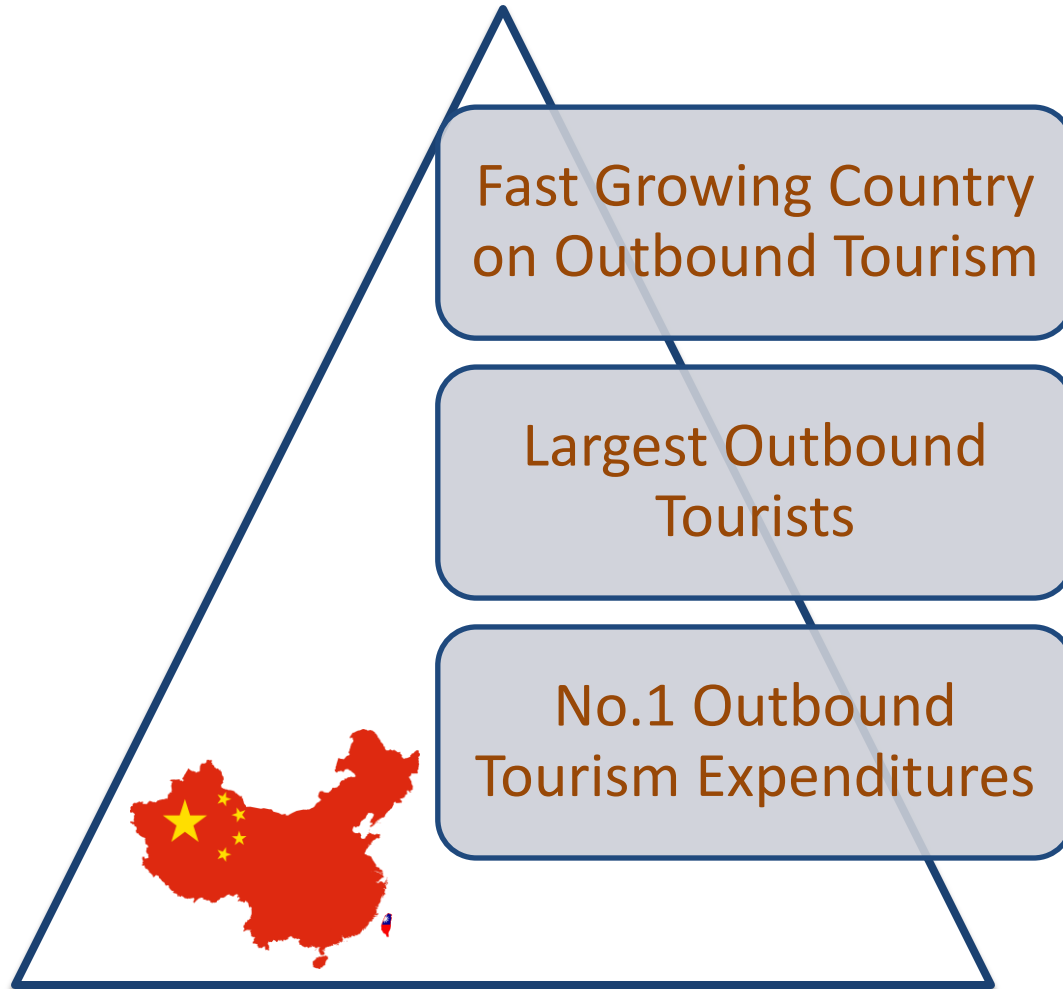 Fast Growing Country
on Outbound Tourism
Largest Outbound
Tourists
No.1 Outbound
Tourism Expenditures